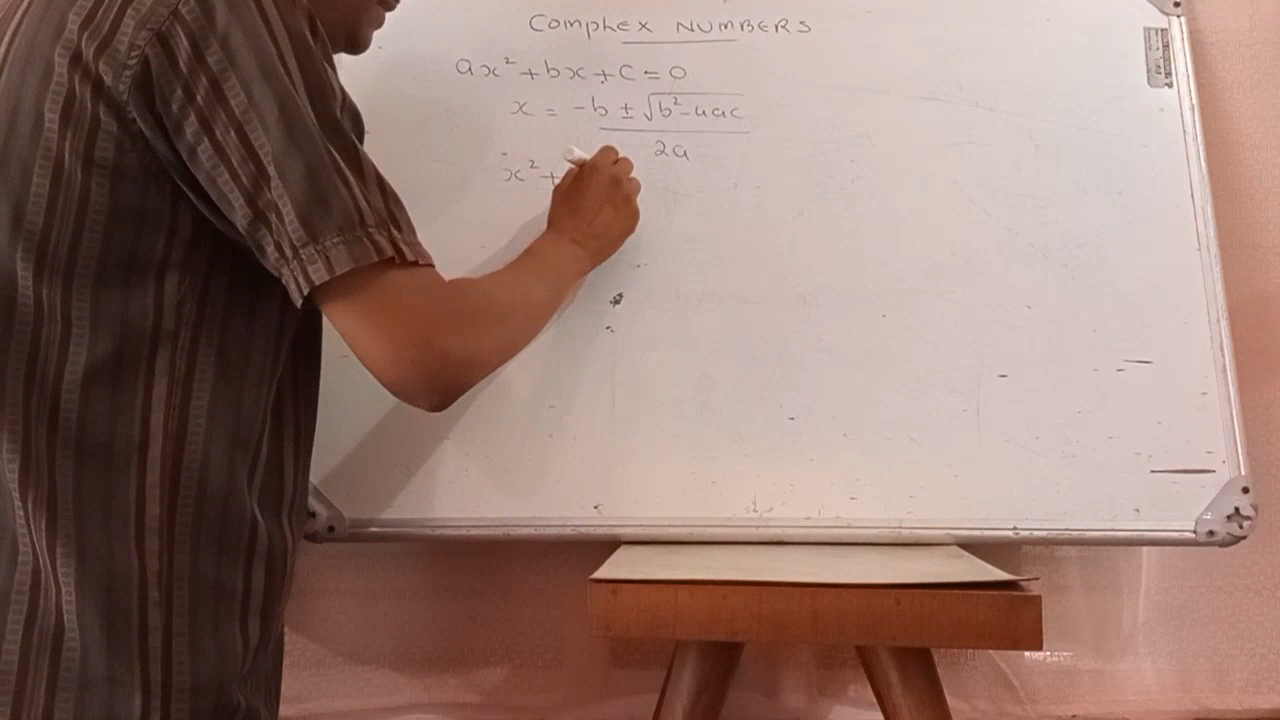 Complex NUMBERS
ax² + bx + c = 0
x = -b ± √b² - 4ac
2a
x² +